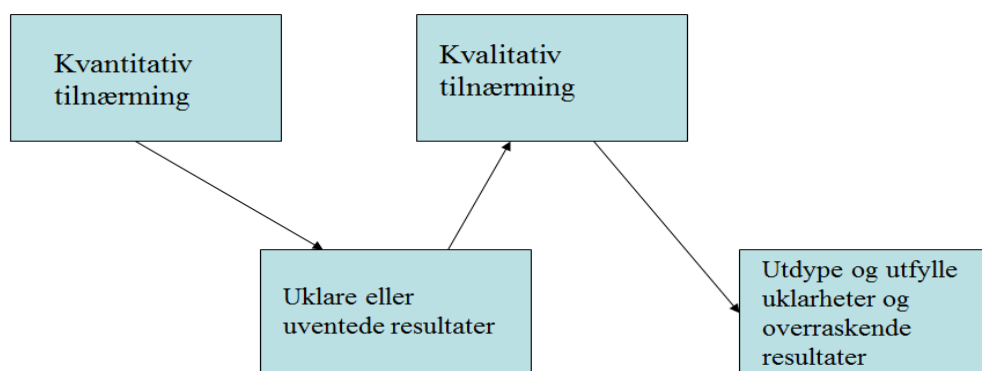 Kvantitativ
tilnærming
Kvalitativ
tilnærming
Uklare eller
uventede resultater
Utdype og utfylle
uklarheter og
overraskende
resultater